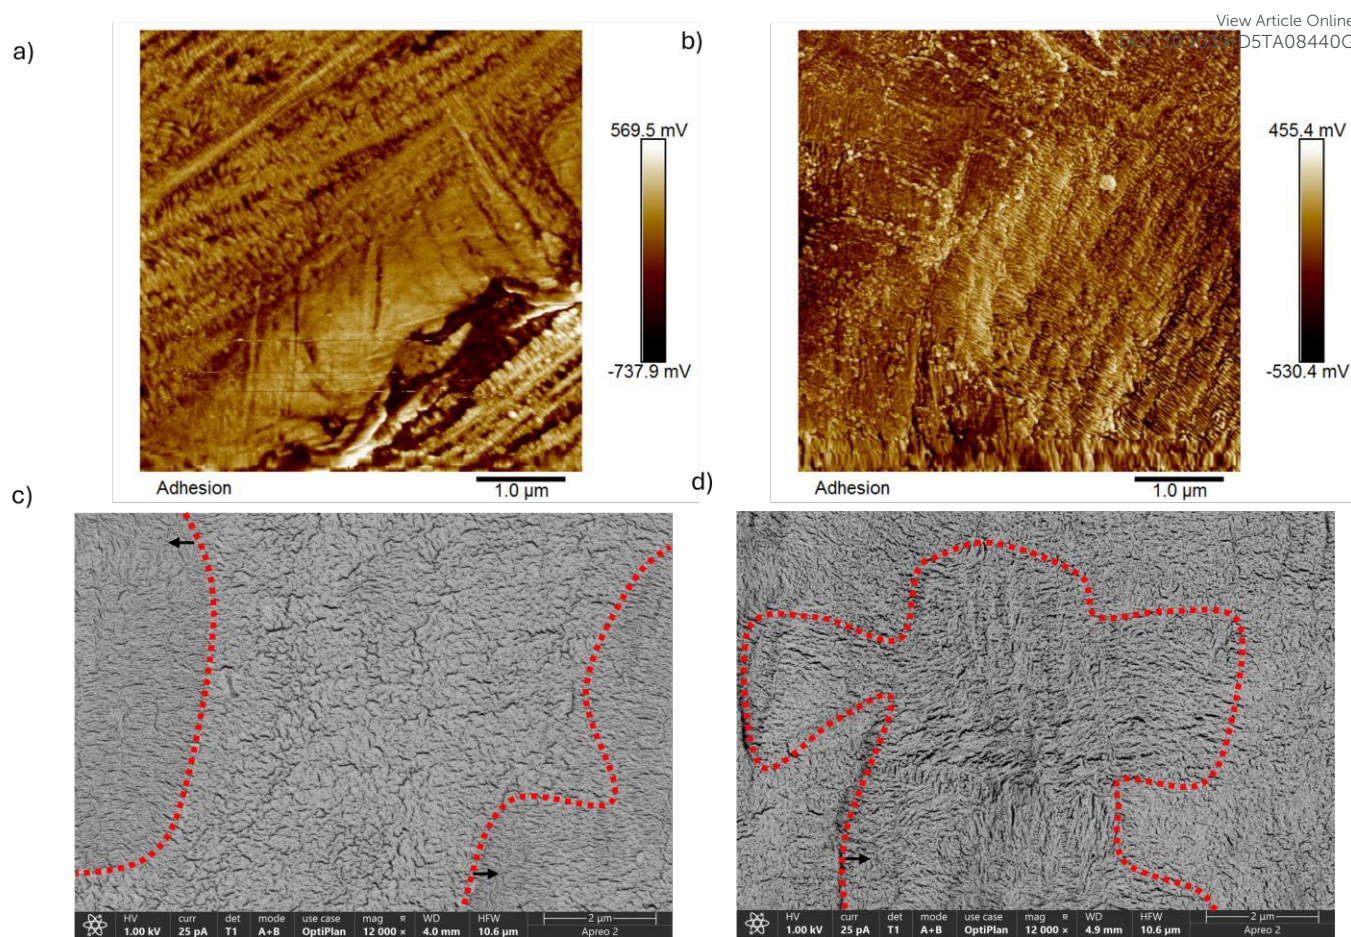 View Article Online
a)
b)
569.5 mV
-737.9 mV
455.4 mV
-530.4 mV
Adhesion
1.0 µm
Adhesion
1.0 µm
c)
d)
HV curr det mode use case mag WD HFW 2 µm
1.00 kV 25 pA T1 A+B OptiPlan 12 000 × 4.0 mm 10.6 µm Apreo 2
HV curr det mode use case mag WD HFW 2 µm
1.00 kV 25 pA T1 A+B OptiPlan 12 000 × 4.9 mm 10.6 µm Apreo 2